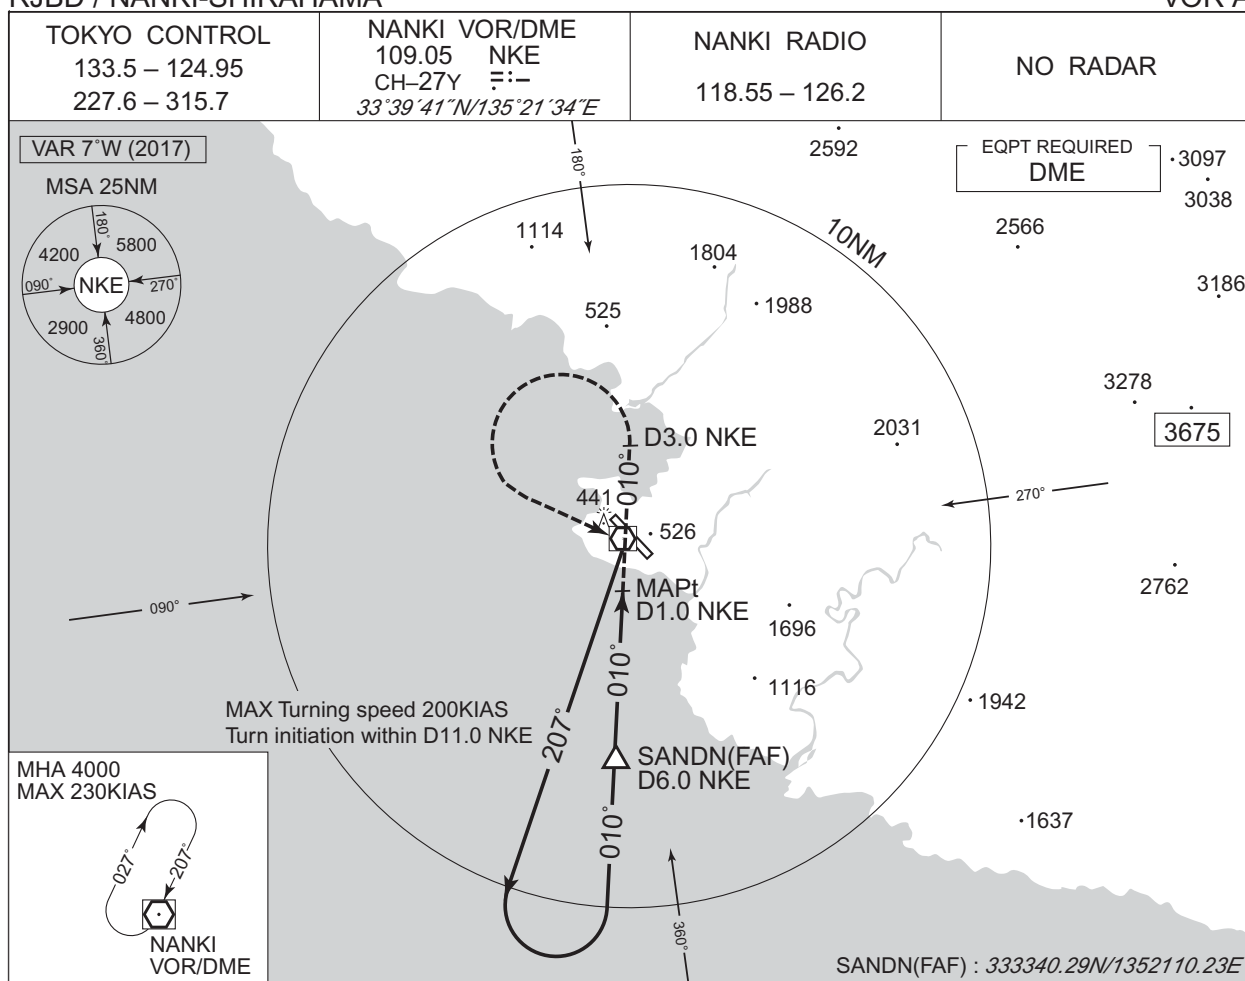 RJBD / NANKI-SHIRAHAMA
VOR A
TOKYO CONTROL
133.5 – 124.95
227.6 – 315.7
NANKI VOR/DME
109.05 NKE
CH–27Y
33°39´41˝N/135°21´34˝E
NANKI RADIO
118.55 – 126.2
NO RADAR
VAR 7°W (2017)
MSA 25NM
180°
4200
5800
090°
NKE
270°
2900
4800
360°
180°
2592
EQPT REQUIRED
DME
3097
3038
1114
10NM
2566
1804
3186
525
1988
3278
D3.0 NKE
2031
3675
010°
441
526
270°
MAPt
D1.0 NKE
2762
090°
1696
010°
1116
1942
MAX Turning speed 200KIAS
Turn initiation within D11.0 NKE
207°
SANDN(FAF)
D6.0 NKE
MHA 4000
MAX 230KIAS
010°
1637
027°
207°
NANKI
VOR/DME
360°
SANDN(FAF) : 333340.29N/1352110.23E